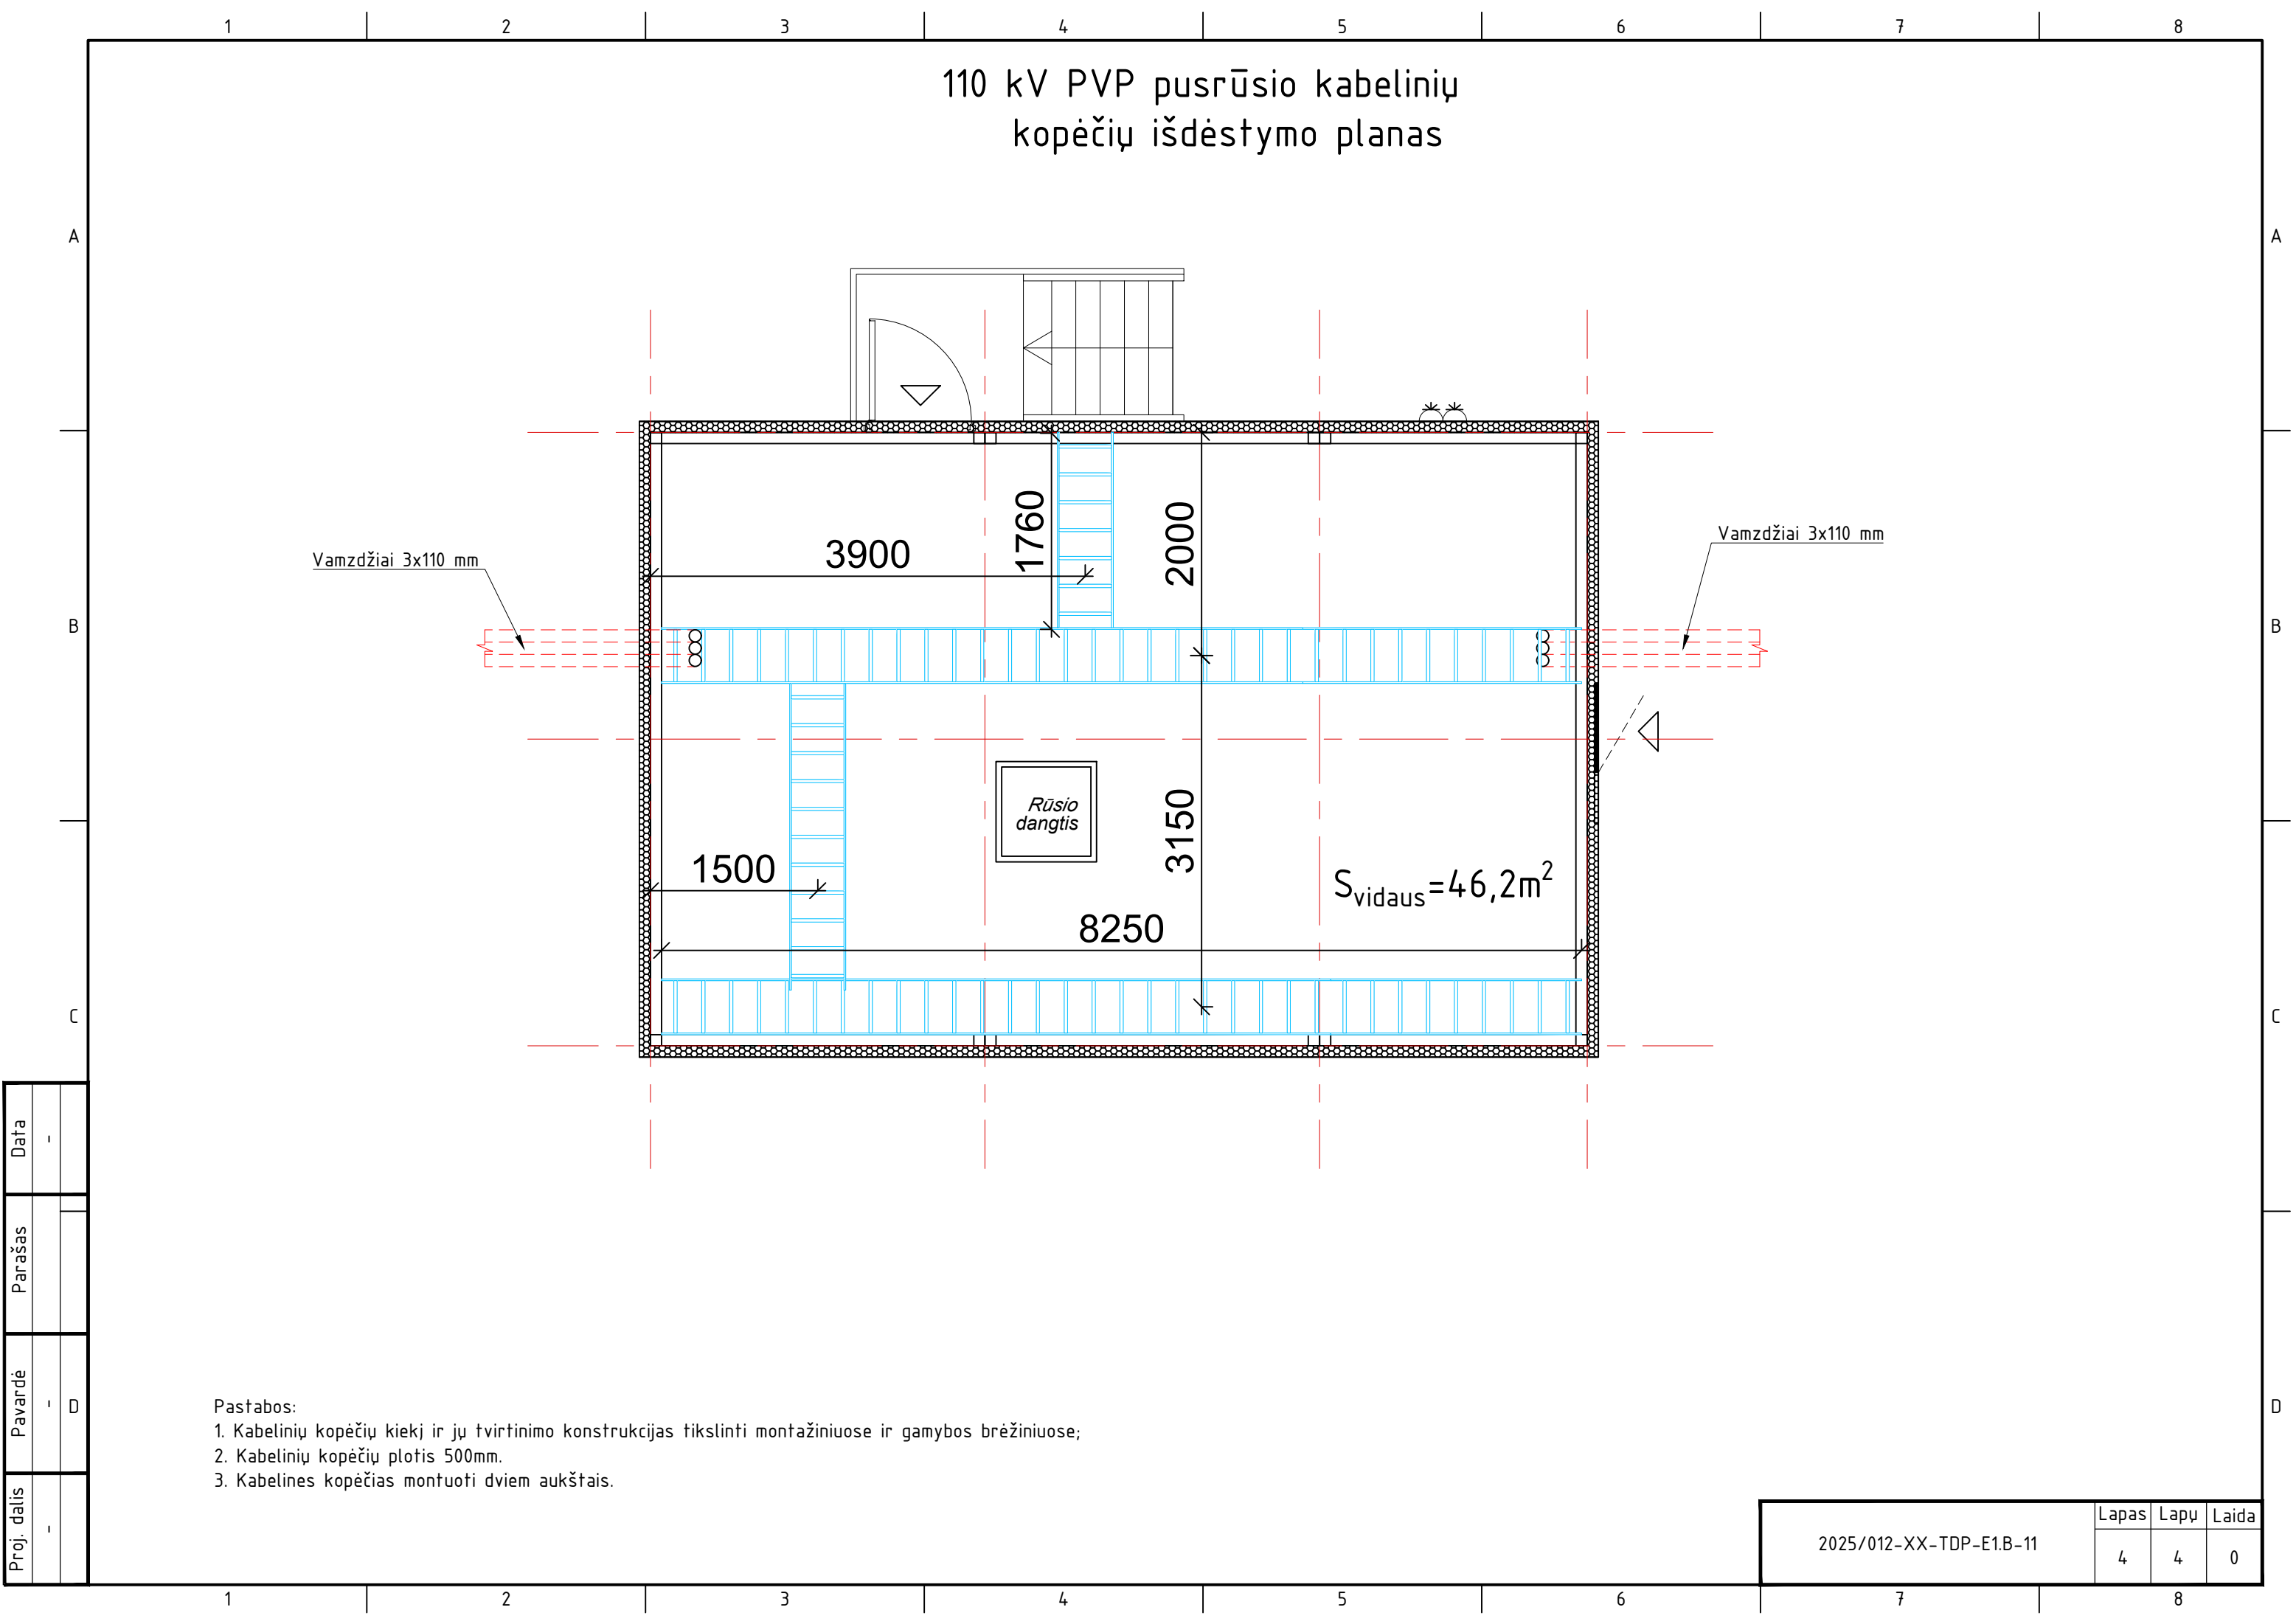 1 2 3 4 5 6 7 8
110 kV PVP pusrūsio kabelinių
kopėčių išdėstymo planas
A A
Vamzdžiai 3x110 mm
Vamzdžiai 3x110 mm
3900
1760
2000
B B
Rūsio
dangtis
3150
1500
S_vidaus=46,2m²
8250
C C
Data -
Parašas
Pavardė -
Proj. dalis -
D D
Pastabos:
1. Kabelinių kopėčių kiekį ir jų tvirtinimo konstrukcijas tikslinti montažiniuose ir gamybos brėžiniuose;
2. Kabelinių kopėčių plotis 500mm.
3. Kabelines kopėčias montuoti dviem aukštais.
2025/012-XX-TDP-E1.B-11
Lapas Lapų Laida
4 4 0
1 2 3 4 5 6 7 8